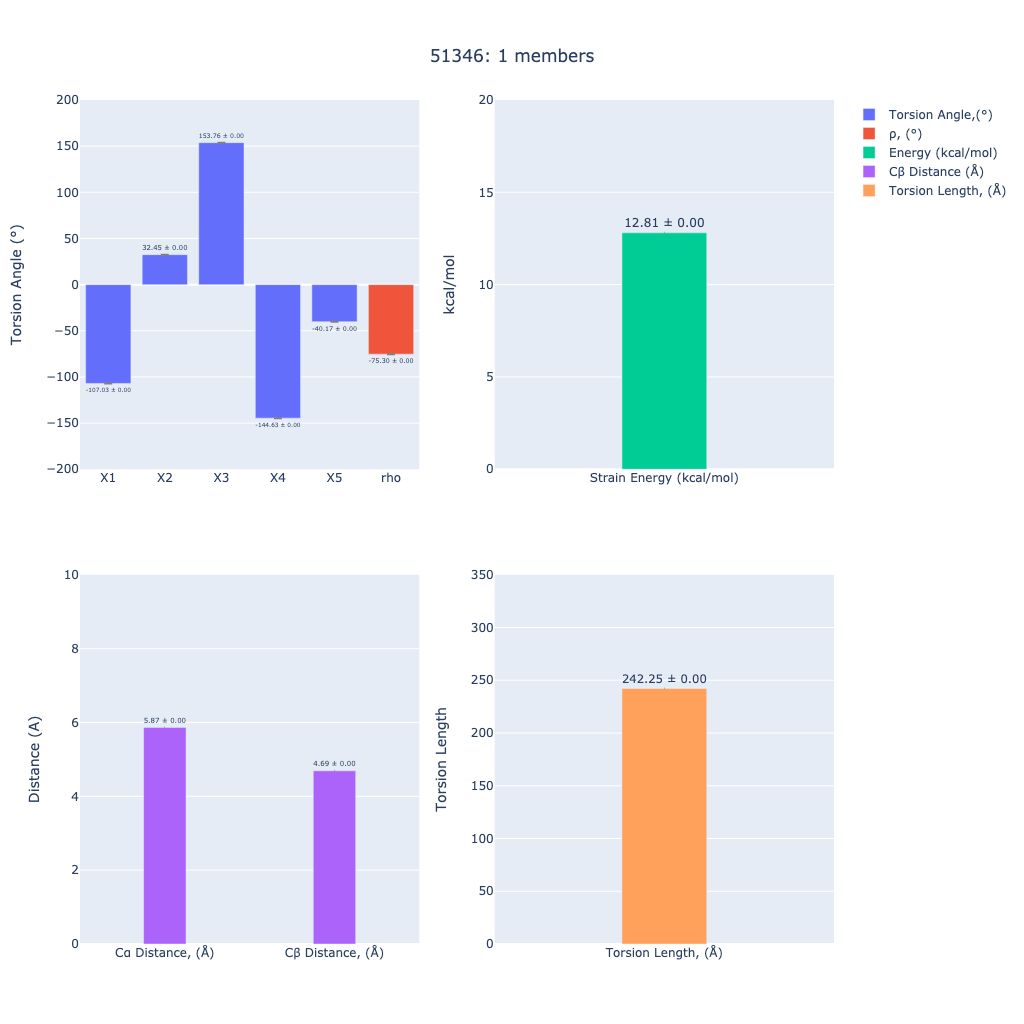 51346: 1 members
200
150
100
50
0
−50
−100
−150
−200
Torsion Angle (°)
-107.03 ± 0.00
32.45 ± 0.00
153.76 ± 0.00
-144.63 ± 0.00
-40.17 ± 0.00
-75.30 ± 0.00
X1 X2 X3 X4 X5 rho
20
15
10
5
0
kcal/mol
12.81 ± 0.00
Strain Energy (kcal/mol)
Torsion Angle,(°)
ρ, (°)
Energy (kcal/mol)
Cβ Distance (Å)
Torsion Length, (Å)
10
8
6
4
2
0
Distance (A)
5.87 ± 0.00
4.69 ± 0.00
Cα Distance, (Å) Cβ Distance, (Å)
350
300
250
200
150
100
50
0
Torsion Length
242.25 ± 0.00
Torsion Length, (Å)